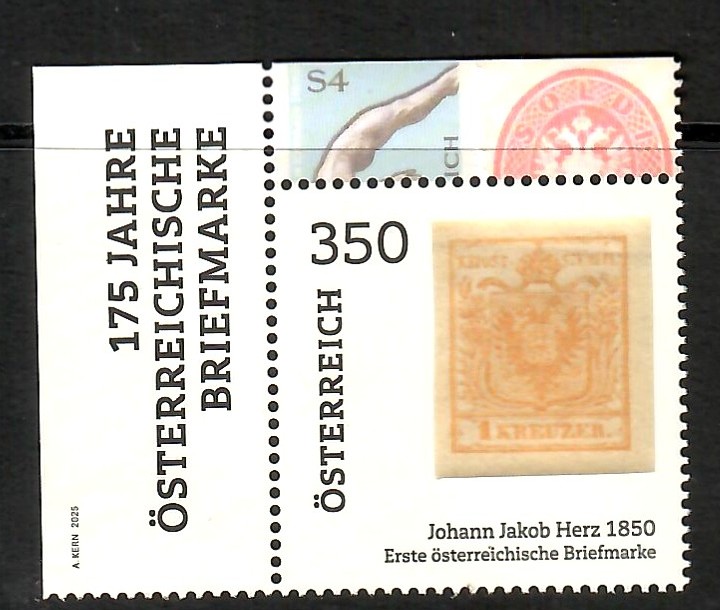 175 JAHRE
ÖSTERREICHISCHE
BRIEFMARKE
A. KERN 2025
S4
ICH
SOLDI
350
ÖSTERREICH
1 KREUZER.
Johann Jakob Herz 1850
Erste österreichische Briefmarke